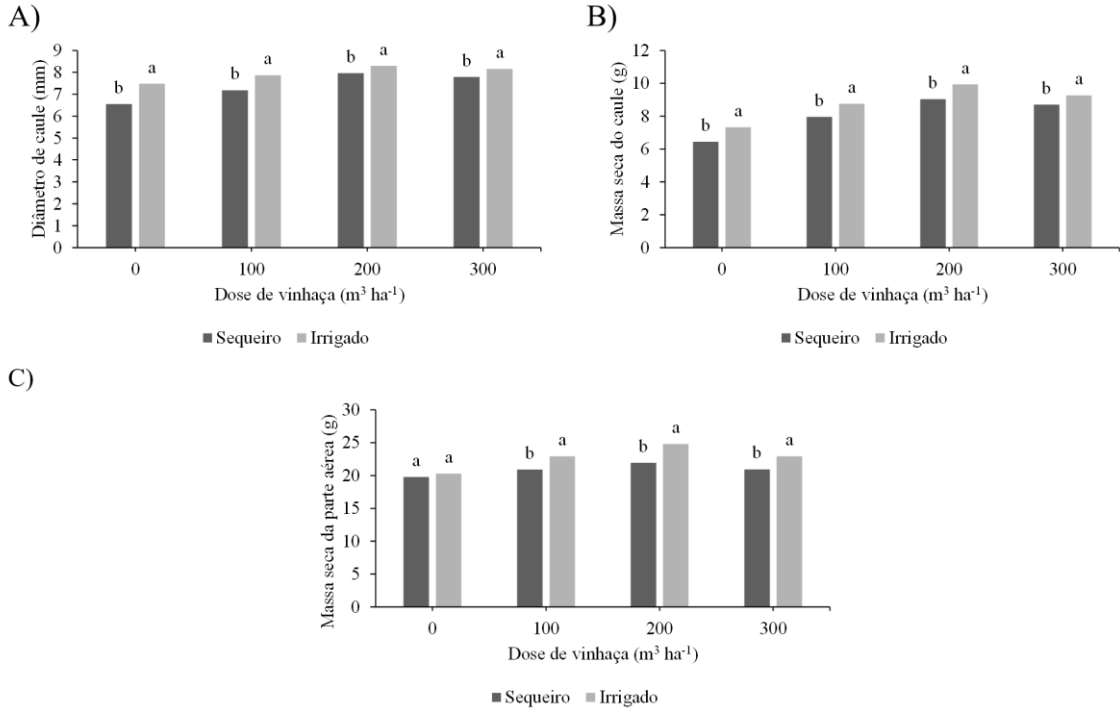 A)
Diâmetro de caule (mm)
9
8
7
6
5
4
3
2
1
0
b a b a b a b a
0 100 200 300
Dose de vinhaça (m³ ha⁻¹)
Sequeiro Irrigado
B)
Massa seca do caule (g)
12
10
8
6
4
2
0
b a b a b a b a
0 100 200 300
Dose de vinhaça (m³ ha⁻¹)
Sequeiro Irrigado
C)
Massa seca da parte aérea (g)
30
25
20
15
10
5
0
a a b a b a b a
0 100 200 300
Dose de vinhaça (m³ ha⁻¹)
Sequeiro Irrigado